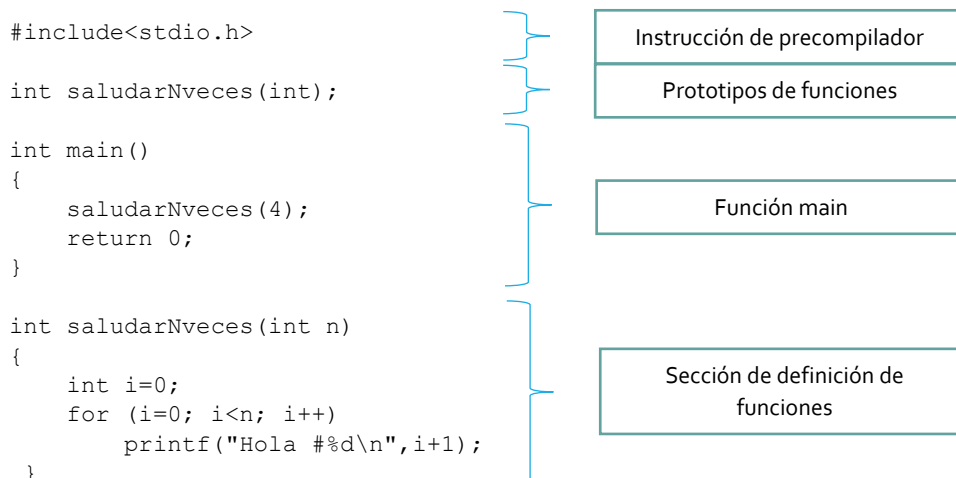 #include<stdio.h>
Instrucción de precompilador
int saludarNveces(int);
Prototipos de funciones
int main()
{
saludarNveces(4);
return 0;
}
Función main
int saludarNveces(int n)
{
int i=0;
for (i=0; i<n; i++)
printf("Hola #%d\n",i+1);
}
Sección de definición de
funciones